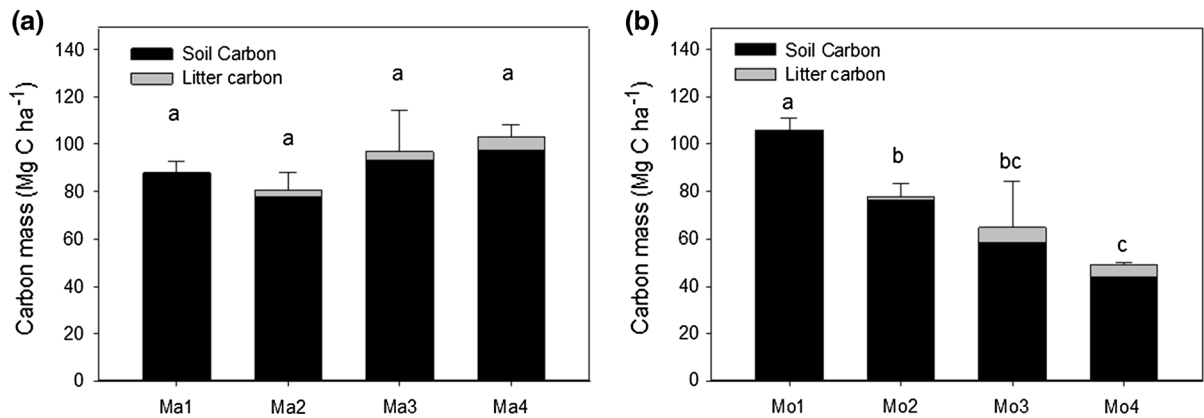 (a)
Carbon mass (Mg C ha⁻¹)
140
120
100
80
60
40
20
0
Soil Carbon
Litter carbon
a
a
a
a
Ma1 Ma2 Ma3 Ma4
(b)
Carbon mass (Mg C ha⁻¹)
140
120
100
80
60
40
20
0
Soil Carbon
Litter carbon
a
b
bc
c
Mo1 Mo2 Mo3 Mo4